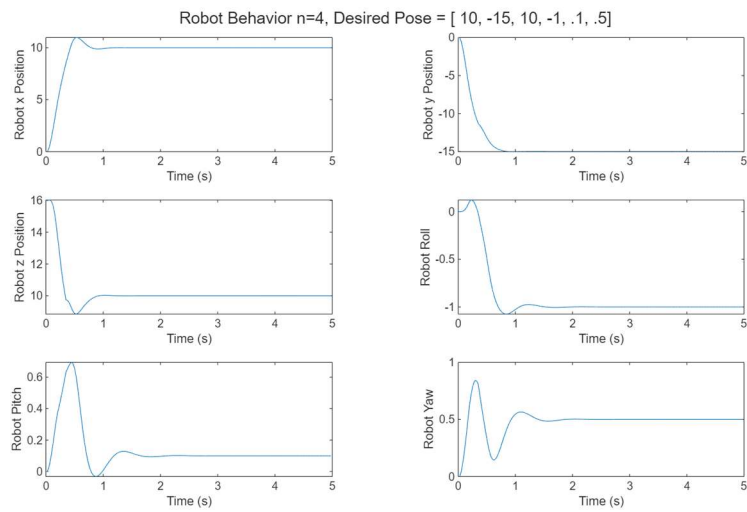 Robot Behavior n=4, Desired Pose = [ 10, -15, 10, -1, .1, .5]
Robot x Position
10
5
0
0 1 2 3 4 5
Time (s)
Robot y Position
0
-5
-10
-15
0 1 2 3 4 5
Time (s)
Robot z Position
16
14
12
10
0 1 2 3 4 5
Time (s)
Robot Roll
0
-0.5
-1
0 1 2 3 4 5
Time (s)
Robot Pitch
0.6
0.4
0.2
0
0 1 2 3 4 5
Time (s)
Robot Yaw
1
0.5
0
0 1 2 3 4 5
Time (s)